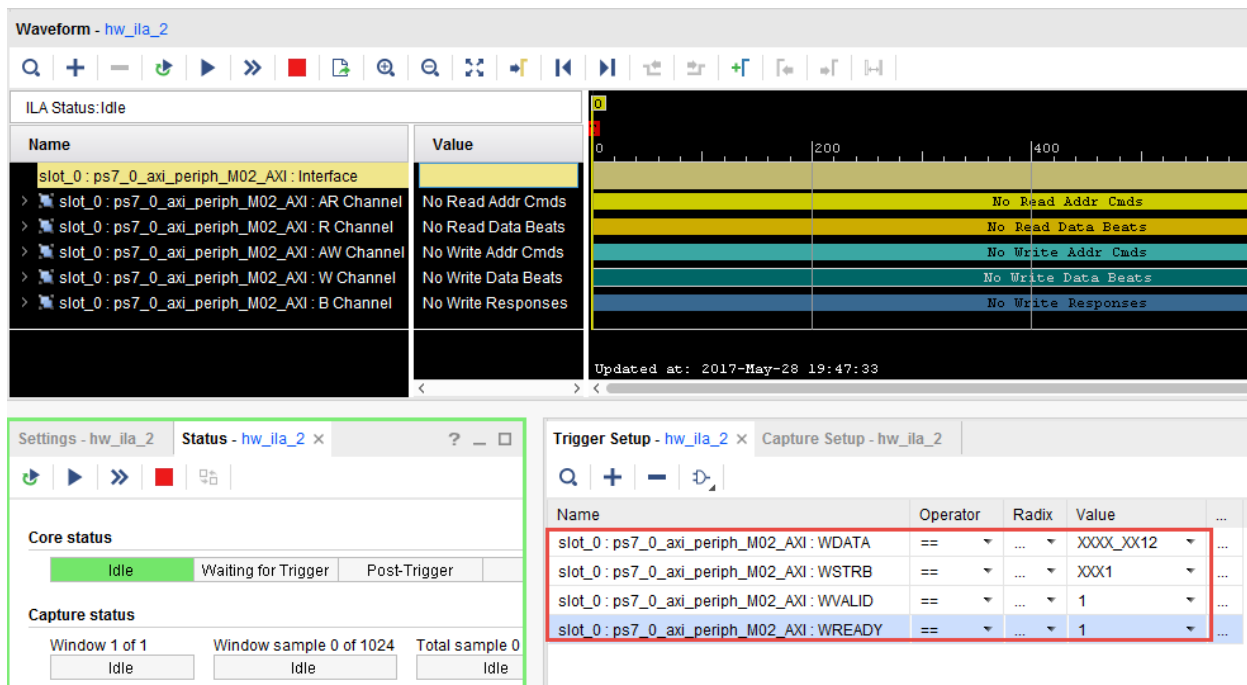 Waveform - hw_ila_2
ILA Status:Idle
Name Value
slot_0 : ps7_0_axi_periph_M02_AXI : Interface
slot_0 : ps7_0_axi_periph_M02_AXI : AR Channel No Read Addr Cmds
slot_0 : ps7_0_axi_periph_M02_AXI : R Channel No Read Data Beats
slot_0 : ps7_0_axi_periph_M02_AXI : AW Channel No Write Addr Cmds
slot_0 : ps7_0_axi_periph_M02_AXI : W Channel No Write Data Beats
slot_0 : ps7_0_axi_periph_M02_AXI : B Channel No Write Responses
0
0 200 400
No Read Addr Cmds
No Read Data Beats
No Write Addr Cmds
No Write Data Beats
No Write Responses
Updated at: 2017-May-28 19:47:33
Settings - hw_ila_2 Status - hw_ila_2
Core status
Idle Waiting for Trigger Post-Trigger
Capture status
Window 1 of 1 Window sample 0 of 1024 Total sample 0
Idle Idle Idle
Trigger Setup - hw_ila_2 Capture Setup - hw_ila_2
Name Operator Radix Value ...
slot_0 : ps7_0_axi_periph_M02_AXI : WDATA == ... XXXX_XX12 ...
slot_0 : ps7_0_axi_periph_M02_AXI : WSTRB == ... XXX1 ...
slot_0 : ps7_0_axi_periph_M02_AXI : WVALID == ... 1 ...
slot_0 : ps7_0_axi_periph_M02_AXI : WREADY == ... 1 ...